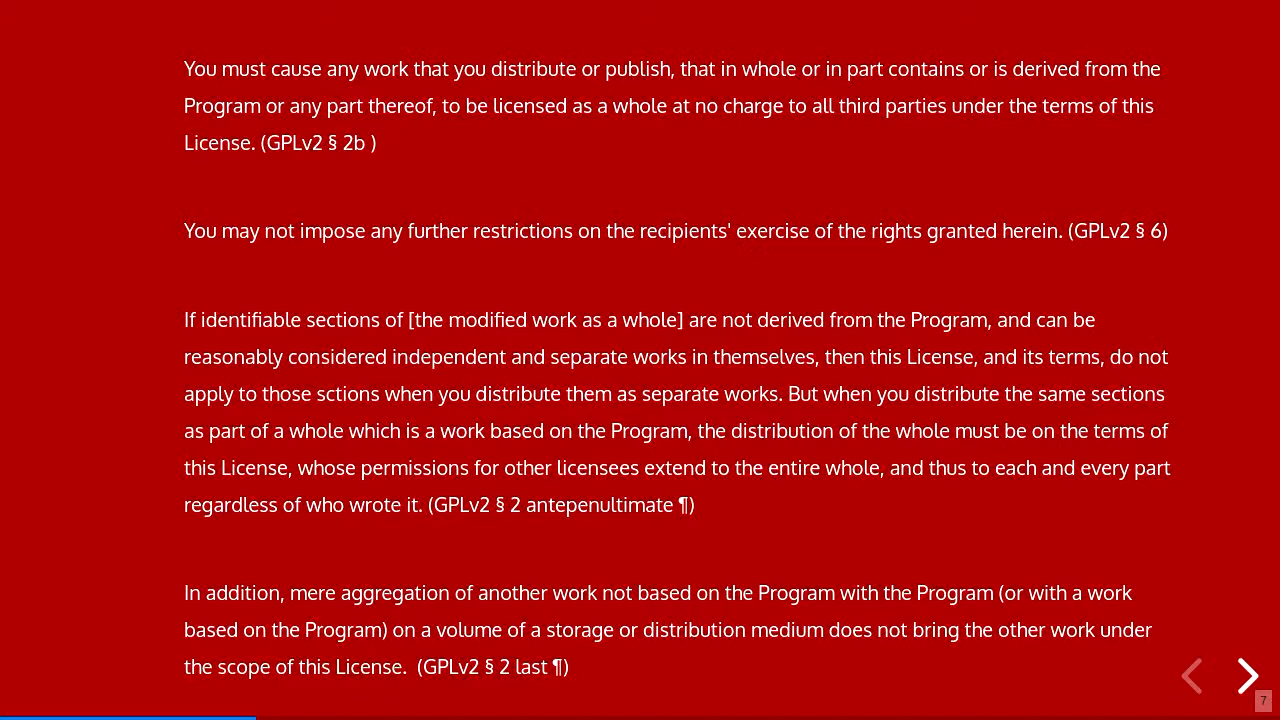 You must cause any work that you distribute or publish, that in whole or in part contains or is derived from the
Program or any part thereof, to be licensed as a whole at no charge to all third parties under the terms of this
License. (GPLv2 § 2b )
You may not impose any further restrictions on the recipients' exercise of the rights granted herein. (GPLv2 § 6)
If identifiable sections of [the modified work as a whole] are not derived from the Program, and can be
reasonably considered independent and separate works in themselves, then this License, and its terms, do not
apply to those sctions when you distribute them as separate works. But when you distribute the same sections
as part of a whole which is a work based on the Program, the distribution of the whole must be on the terms of
this License, whose permissions for other licensees extend to the entire whole, and thus to each and every part
regardless of who wrote it. (GPLv2 § 2 antepenultimate ¶)
In addition, mere aggregation of another work not based on the Program with the Program (or with a work
based on the Program) on a volume of a storage or distribution medium does not bring the other work under
the scope of this License.  (GPLv2 § 2 last ¶)
7